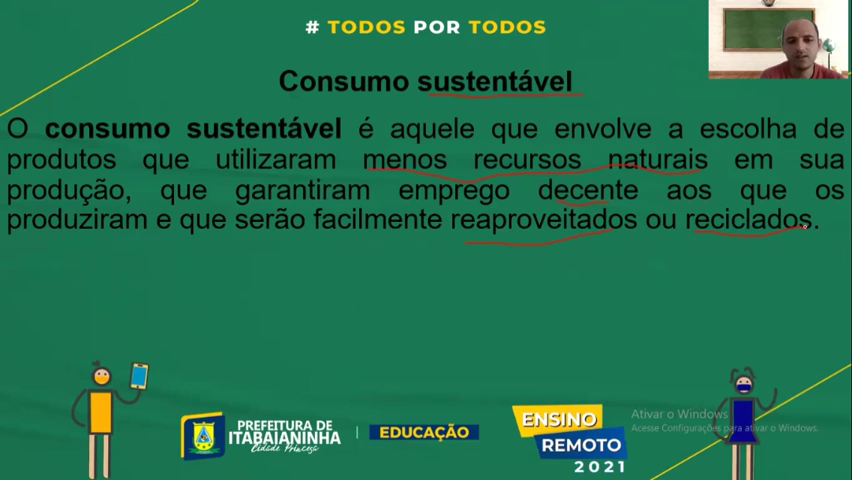 # TODOS POR TODOS
Consumo sustentável
O consumo sustentável é aquele que envolve a escolha de
produtos que utilizaram menos recursos naturais em sua
produção, que garantiram emprego decente aos que os
produziram e que serão facilmente reaproveitados ou reciclados.
PREFEITURA DE
ITABAIANINHA
Cidade Princesa
EDUCAÇÃO
ENSINO
REMOTO
2021
Ativar o Windows
Acesse Configurações para ativar o Windows.